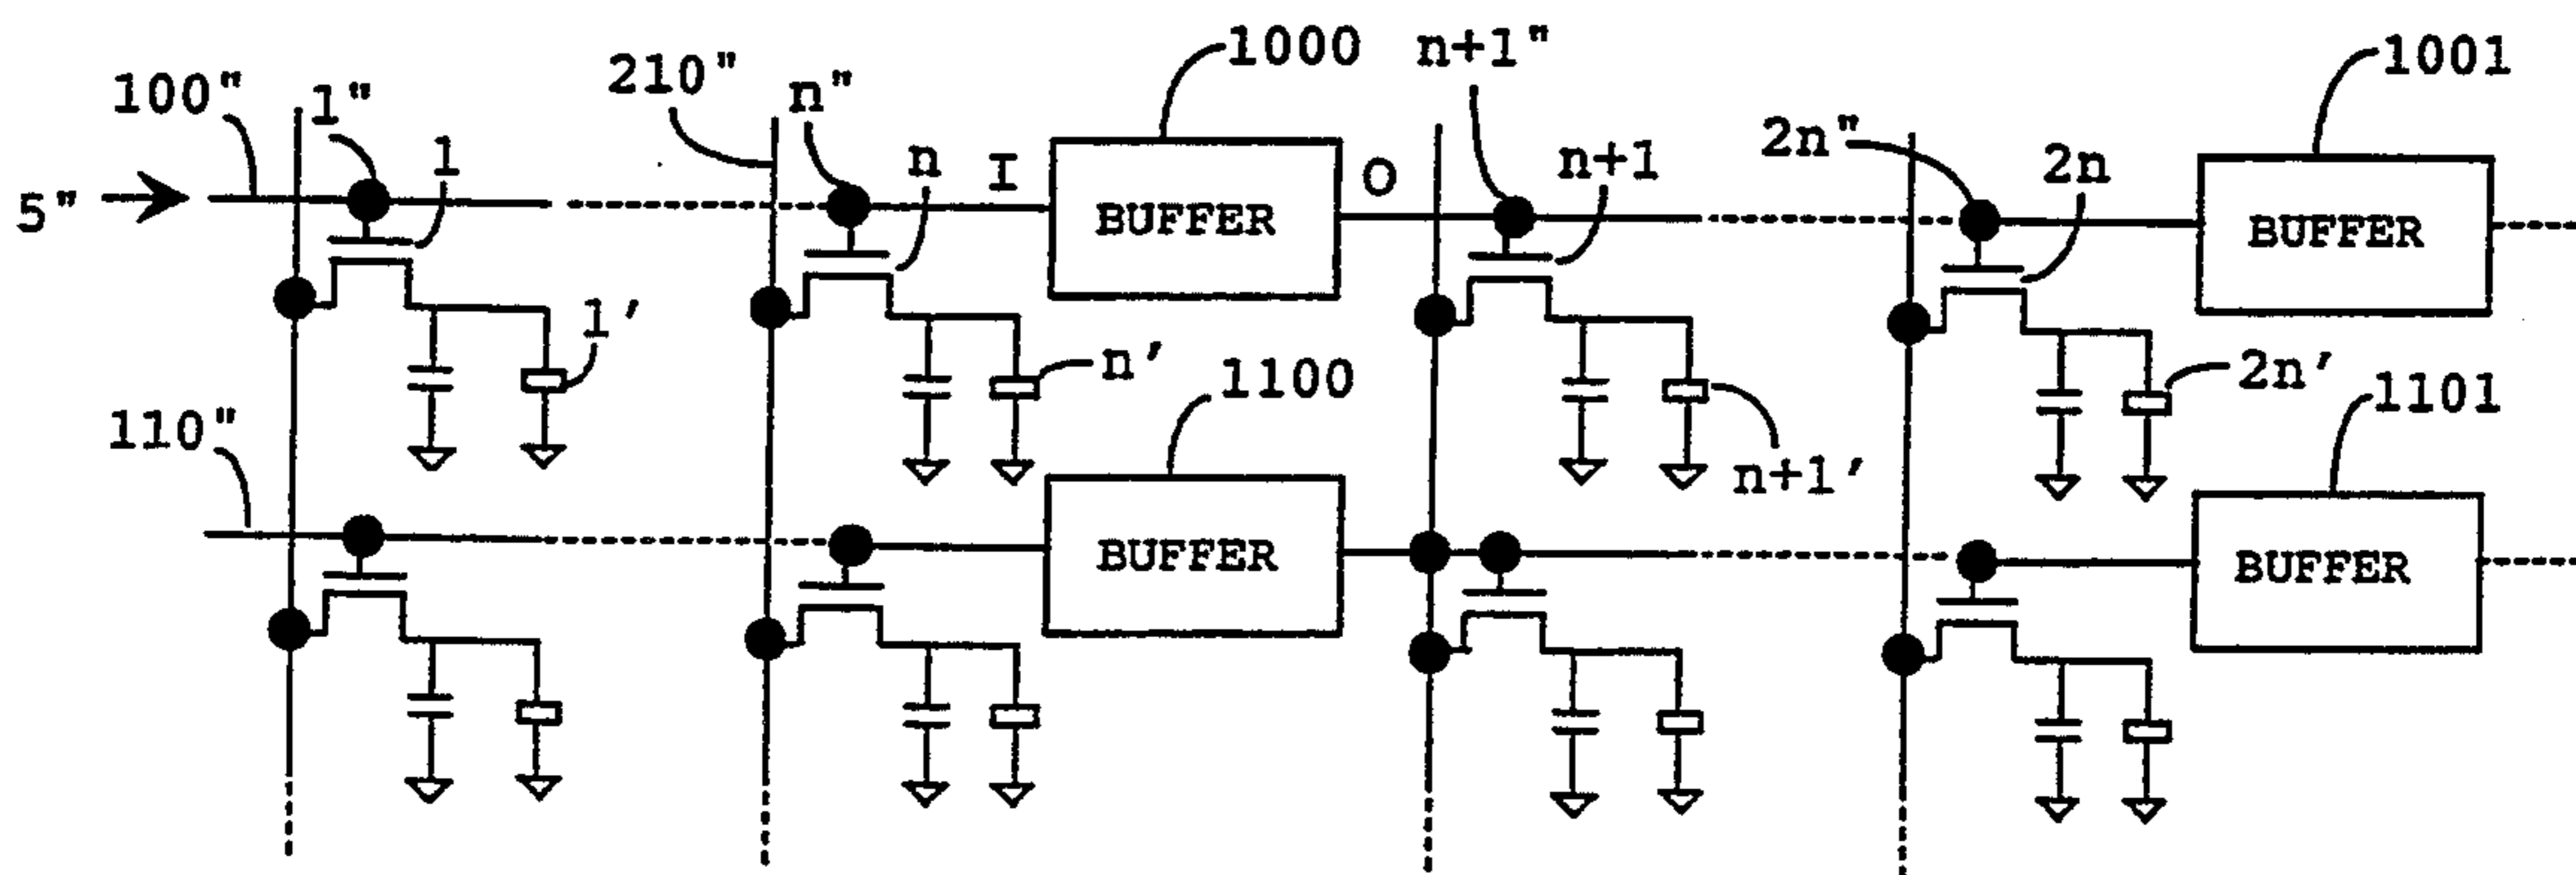 1000
n+1"
1001
100"
1"
210"
n"
1
n
I
O
n+1
2n"
2n
5"
BUFFER
BUFFER
1'
n'
1100
n+1'
2n'
1101
110"
BUFFER
BUFFER